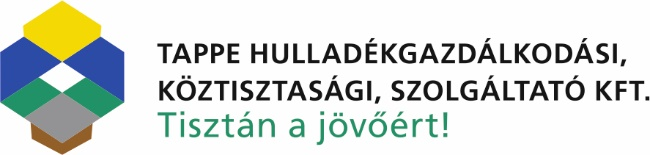 TAPPE HULLADÉKGAZDÁLKODÁSI,
KÖZTISZTASÁGI, SZOLGÁLTATÓ KFT.
Tisztán a jövőért!